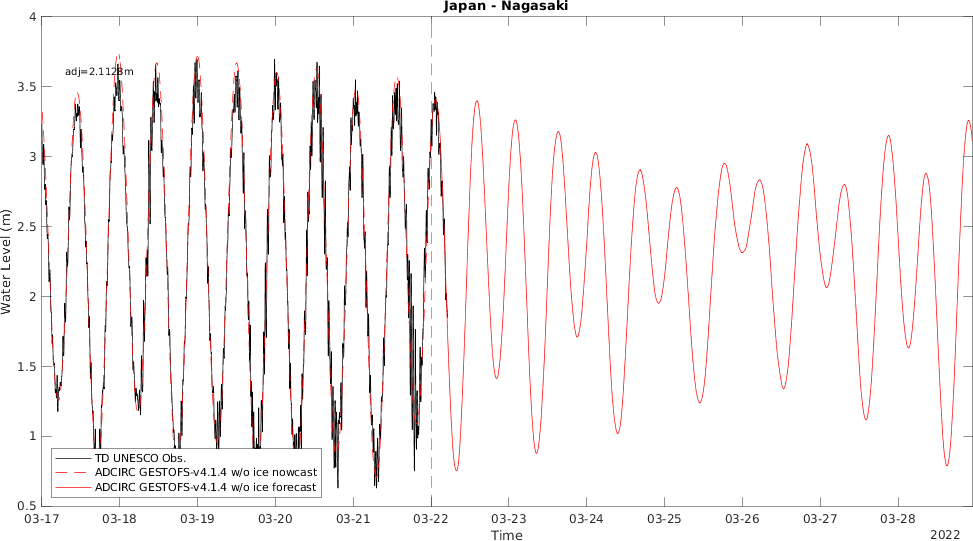 Japan - Nagasaki
adj=2.1128m
4
3.5
3
2.5
2
1.5
1
0.5
Water Level (m)
TD UNESCO Obs.
ADCIRC GESTOFS-v4.1.4 w/o ice nowcast
ADCIRC GESTOFS-v4.1.4 w/o ice forecast
03-17 03-18 03-19 03-20 03-21 03-22 03-23 03-24 03-25 03-26 03-27 03-28
Time
2022